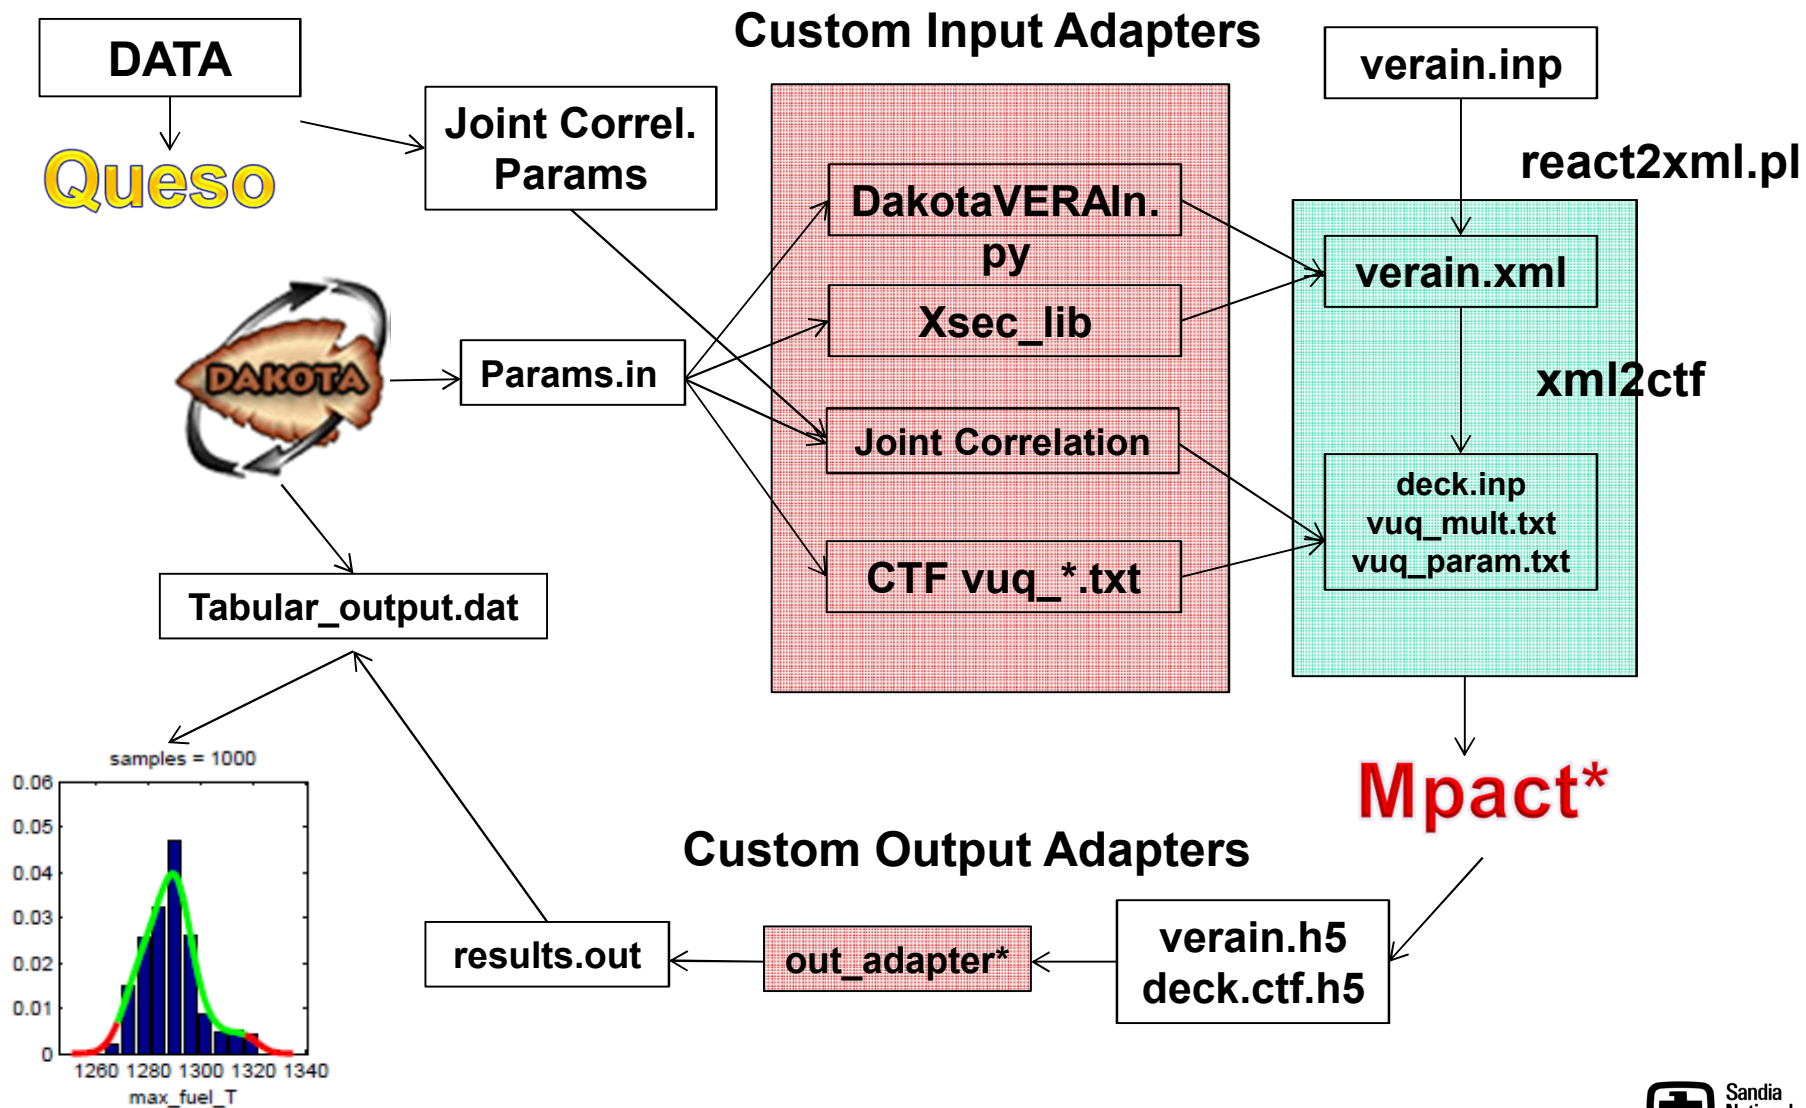 Custom Input Adapters
DATA
verain.inp
Joint Correl.
Params
Queso
react2xml.pl
DakotaVERAIn.
py
verain.xml
Xsec_lib
DAKOTA
Params.in
xml2ctf
Joint Correlation
deck.inp
vuq_mult.txt
vuq_param.txt
CTF vuq_*.txt
Tabular_output.dat
samples = 1000
0.06
0.05
0.04
0.03
0.02
0.01
0
1260 1280 1300 1320 1340
max_fuel_T
Mpact*
Custom Output Adapters
results.out
out_adapter*
verain.h5
deck.ctf.h5
Sandia